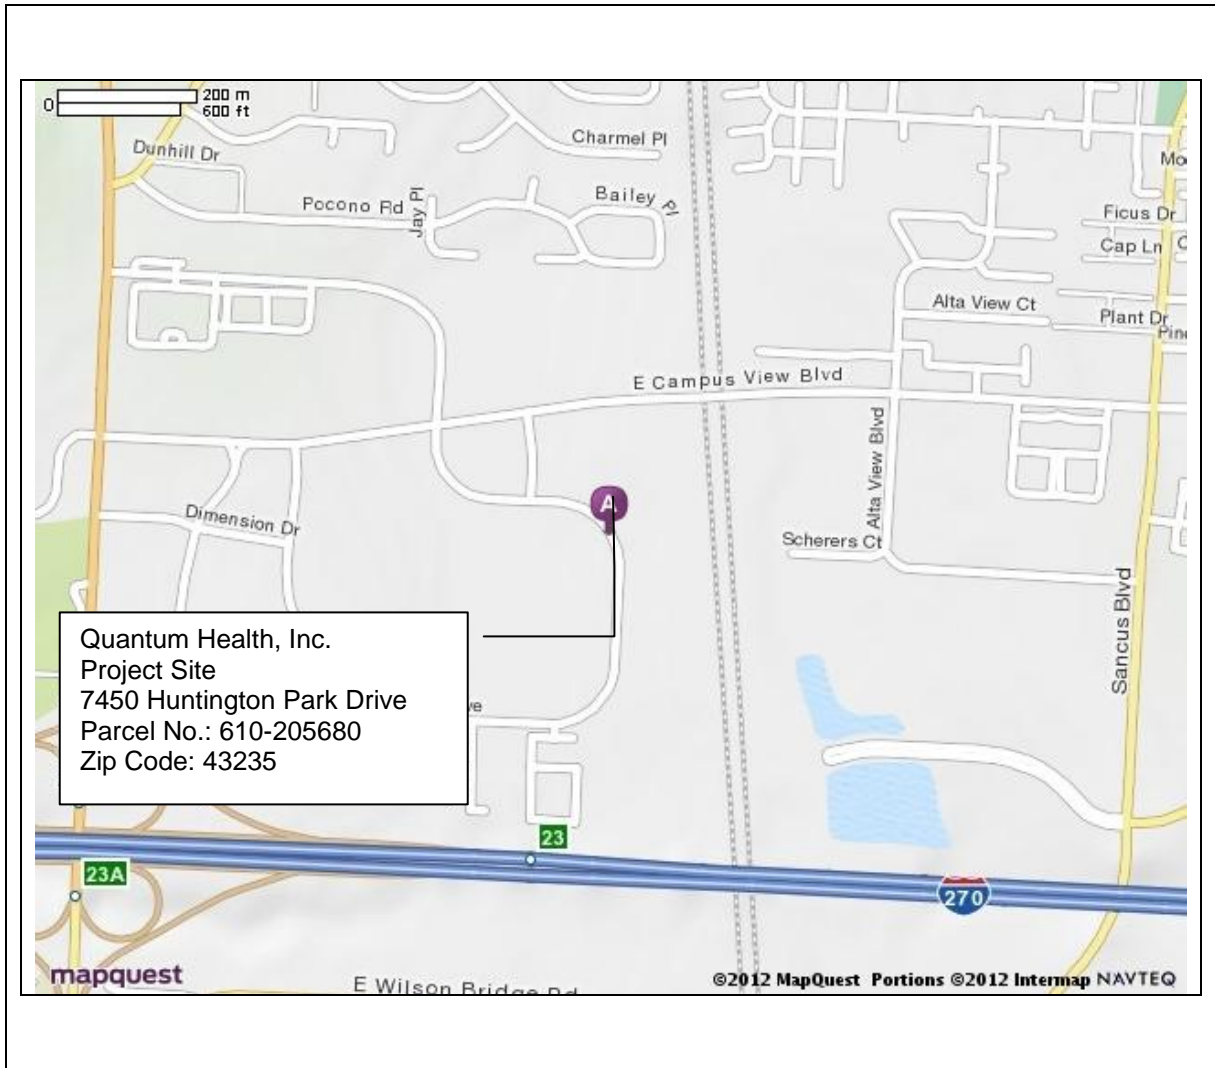 0
200 m
600 ft
Charmel Pl
Dunhill Dr
Pocono Rd
Jay Pl
Bailey Pl
Ficus Dr
Cap Ln
Alta View Ct
Plant Dr
E Campus View Blvd
Alta View Blvd
A
Dimension Dr
Scherers Ct
Sancus Blvd
Quantum Health, Inc.
Project Site
7450 Huntington Park Drive
Parcel No.: 610-205680
Zip Code: 43235
23
23A
270
mapquest
E Wilson Bridge Rd
©2012 MapQuest Portions ©2012 Intermap NAVTEQ